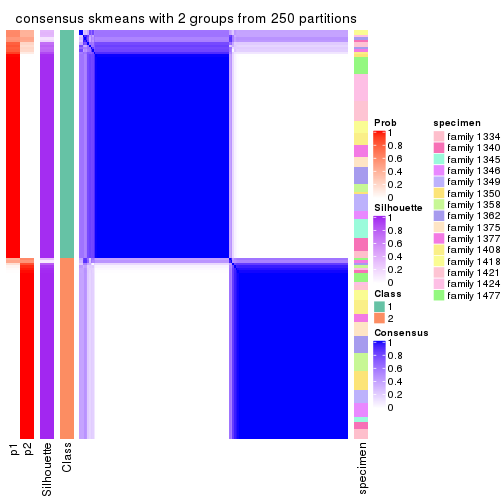 consensus skmeans with 2 groups from 250 partitions
Prob
1
0.8
0.6
0.4
0.2
0
Silhouette
1
0.8
0.6
0.4
0.2
0
Class
1
2
Consensus
1
0.8
0.6
0.4
0.2
0
specimen
family 1334
family 1340
family 1345
family 1346
family 1349
family 1350
family 1358
family 1362
family 1375
family 1377
family 1408
family 1418
family 1421
family 1424
family 1477
p1
p2
Silhouette
Class
specimen